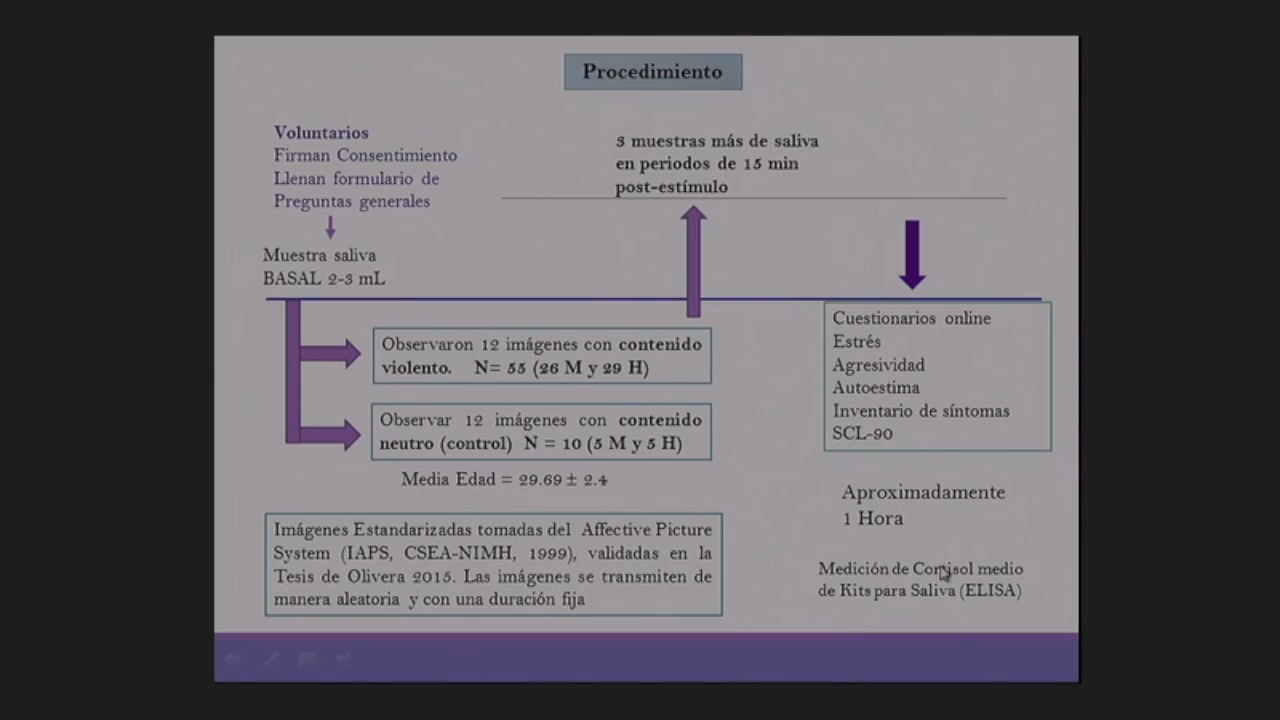 Procedimiento
Voluntarios
Firman Consentimiento
Llenan formulario de
Preguntas generales
Muestra saliva
BASAL 2-3 mL
3 muestras más de saliva
en periodos de 15 min
post-estímulo
Observaron 12 imágenes con contenido
violento. N= 55 (26 M y 29 H)
Observar 12 imágenes con contenido
neutro (control) N = 10 (5 M y 5 H)
Media Edad = 29.69 ± 2.4
Imágenes Estandarizadas tomadas del Affective Picture
System (IAPS, CSEA-NIMH, 1999), validadas en la
Tesis de Olivera 2015. Las imágenes se transmiten de
manera aleatoria y con una duración fija
Cuestionarios online
Estrés
Agresividad
Autoestima
Inventario de síntomas
SCL-90
Aproximadamente
1 Hora
Medición de Cortisol medio
de Kits para Saliva (ELISA)